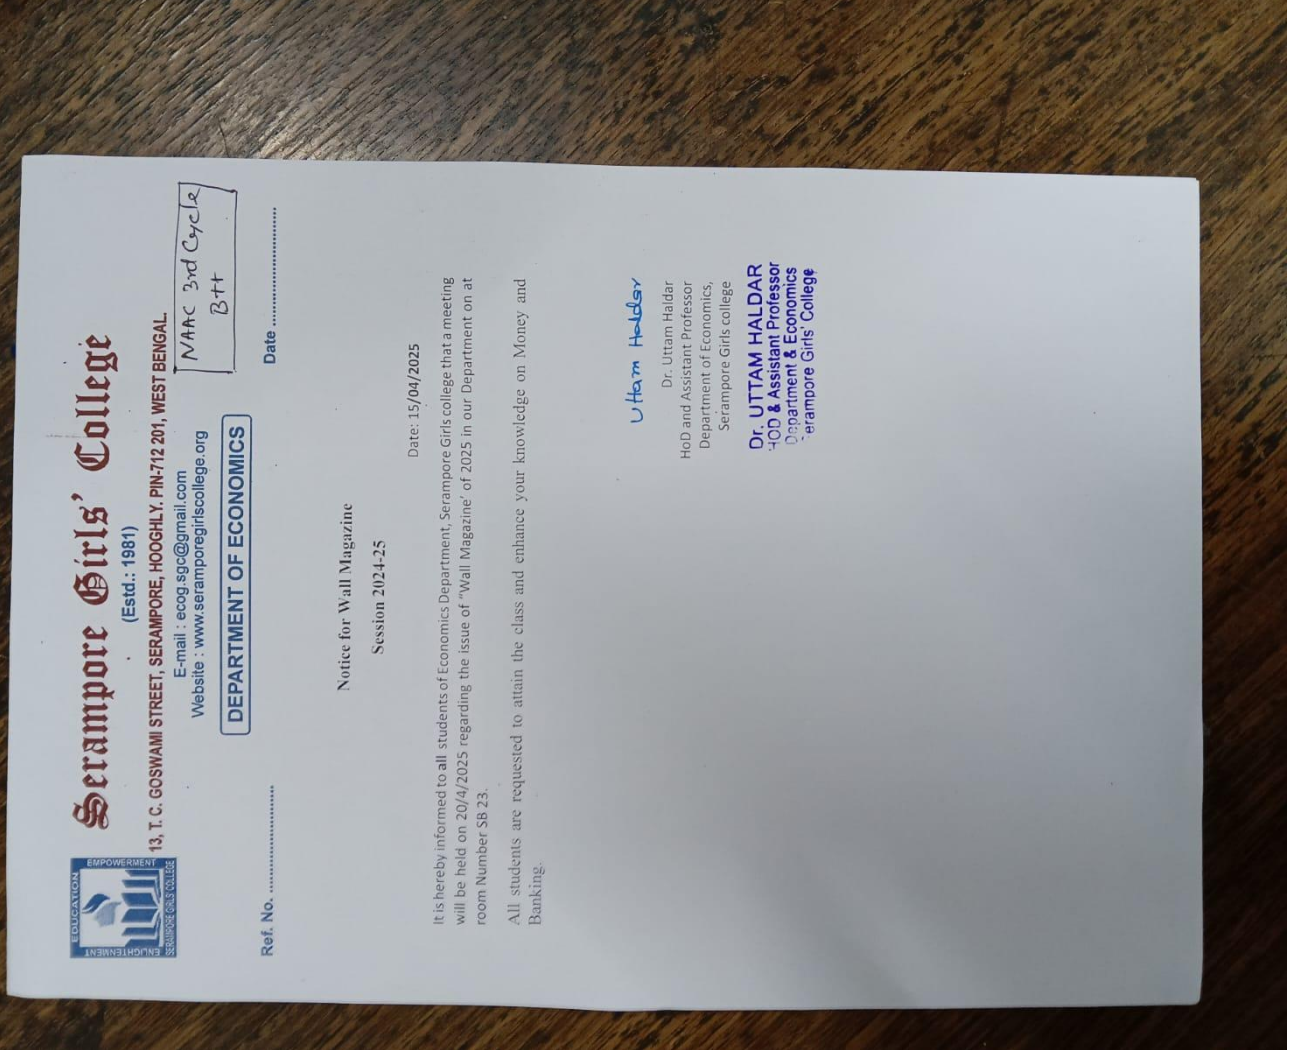 EDUCATION
EMPOWERMENT
ENLIGHTENMENT
SERAMPORE GIRLS' COLLEGE
Serampore Girls' College
(Estd.: 1981)
13, T. C. GOSWAMI STREET, SERAMPORE, HOOGHLY. PIN-712 201, WEST BENGAL.
E-mail : ecog.sgc@gmail.com
Website : www.seramporegirlscollege.org
NAAC 3rd Cycle
B++
DEPARTMENT OF ECONOMICS
Ref. No. ............................ Date ............................
Notice for Wall Magazine
Session 2024-25
Date: 15/04/2025
It is hereby informed to all students of Economics Department, Serampore Girls college that a meeting
will be held on 20/4/2025 regarding the issue of "Wall Magazine' of 2025 in our Department on at
room Number SB 23.
All students are requested to attain the class and enhance your knowledge on Money and
Banking.
Uttam Haldar
Dr. Uttam Haldar
HoD and Assistant Professor
Department of Economics,
Serampore Girls college
Dr. UTTAM HALDAR
HOD & Assistant Professor
Department & Economics
Serampore Girls' College